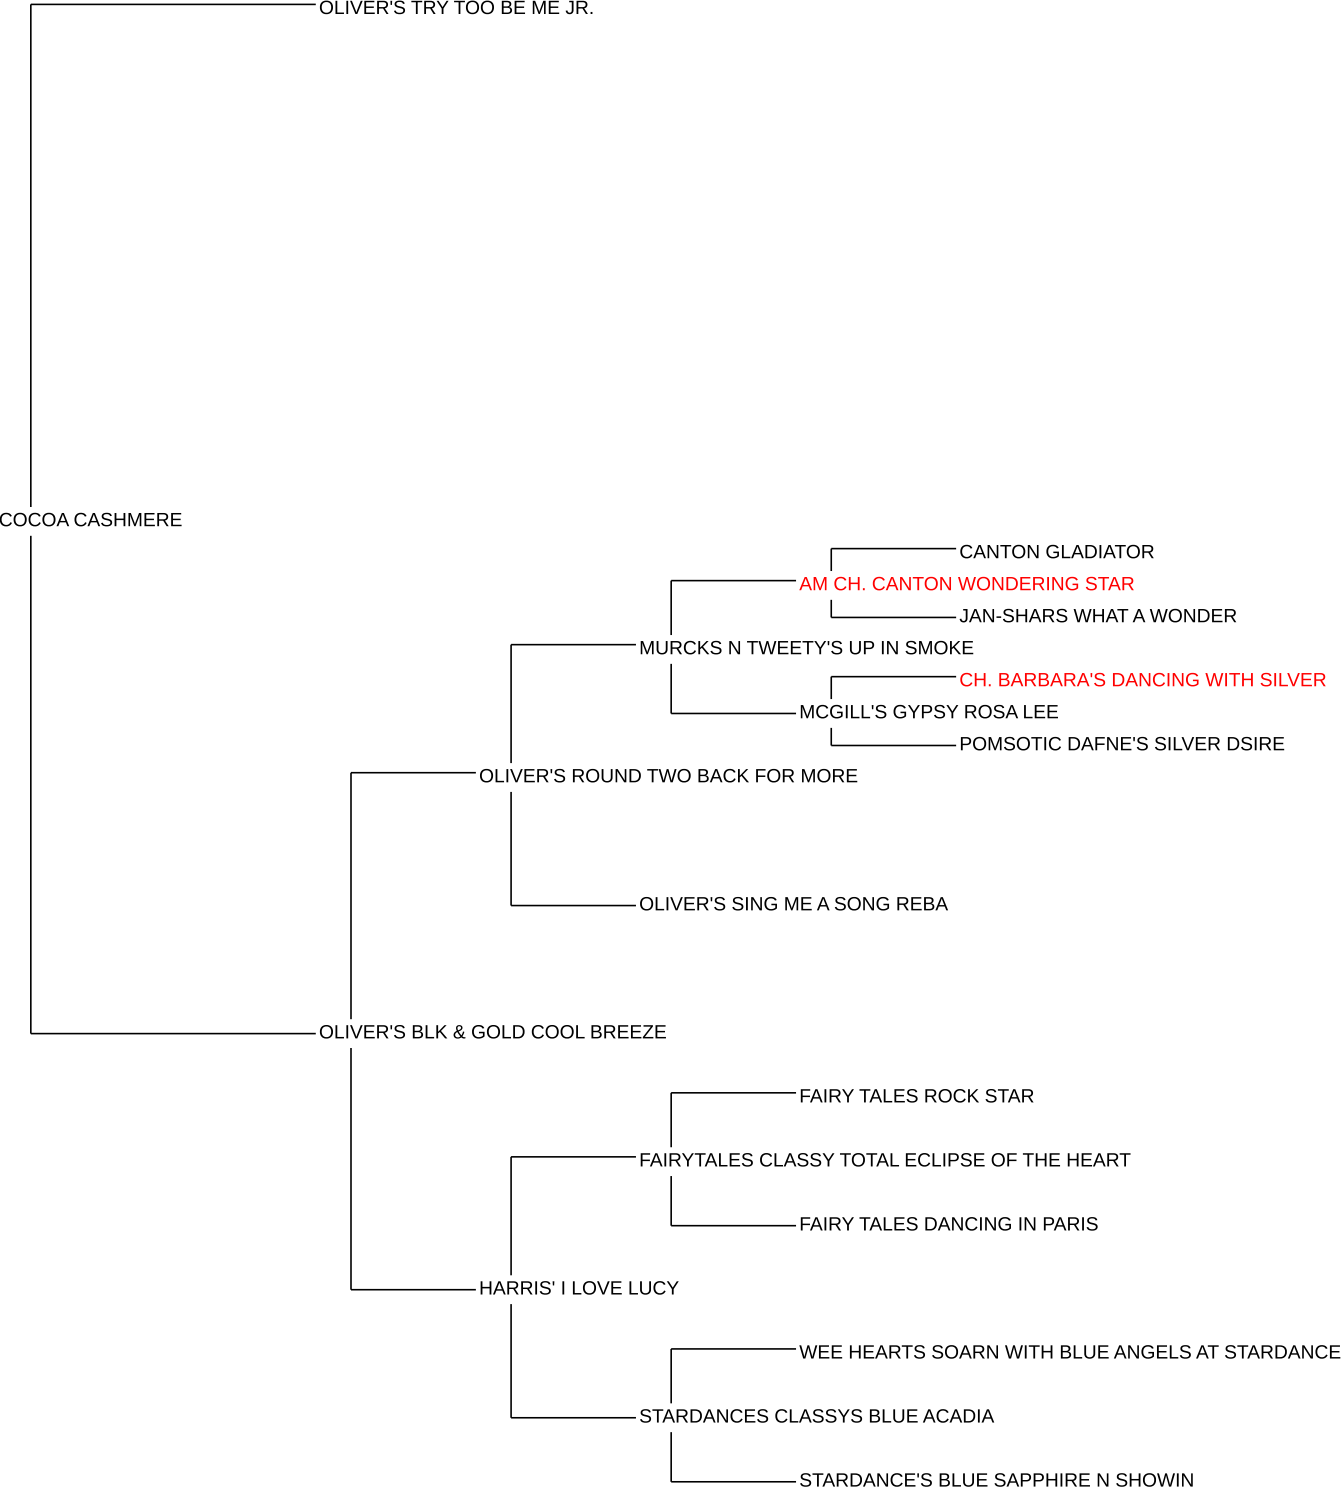 OLIVER'S TRY TOO BE ME JR.
COCOA CASHMERE
CANTON GLADIATOR
AM CH. CANTON WONDERING STAR
JAN-SHARS WHAT A WONDER
MURCKS N TWEETY'S UP IN SMOKE
CH. BARBARA'S DANCING WITH SILVER
MCGILL'S GYPSY ROSA LEE
POMSOTIC DAFNE'S SILVER DSIRE
OLIVER'S ROUND TWO BACK FOR MORE
OLIVER'S SING ME A SONG REBA
OLIVER'S BLK & GOLD COOL BREEZE
FAIRY TALES ROCK STAR
FAIRYTALES CLASSY TOTAL ECLIPSE OF THE HEART
FAIRY TALES DANCING IN PARIS
HARRIS' I LOVE LUCY
WEE HEARTS SOARN WITH BLUE ANGELS AT STARDANCE
STARDANCES CLASSYS BLUE ACADIA
STARDANCE'S BLUE SAPPHIRE N SHOWIN